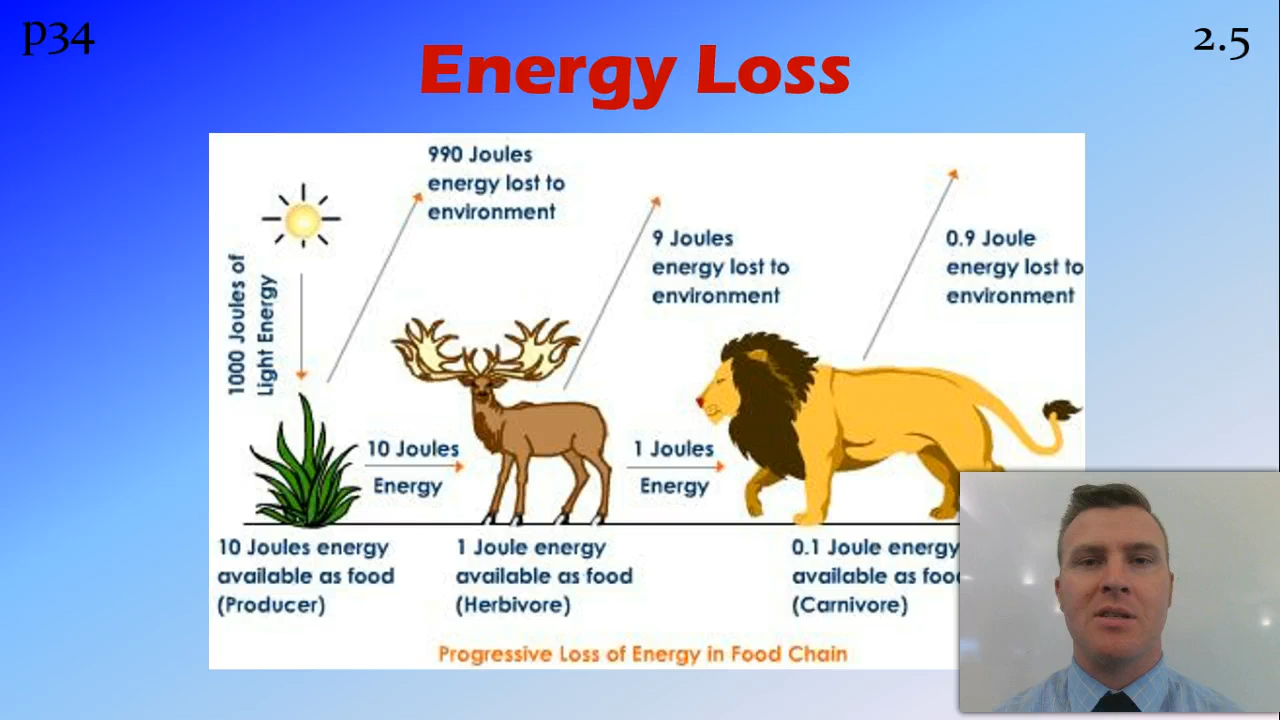 p34
2.5
Energy Loss
990 Joules
energy lost to
environment
9 Joules
energy lost to
environment
0.9 Joule
energy lost to
environment
1000 Joules of
Light Energy
10 Joules
Energy
1 Joules
Energy
10 Joules energy
available as food
(Producer)
1 Joule energy
available as food
(Herbivore)
0.1 Joule energy
available as
(Carnivore)
Progressive Loss of Energy in Food Chain